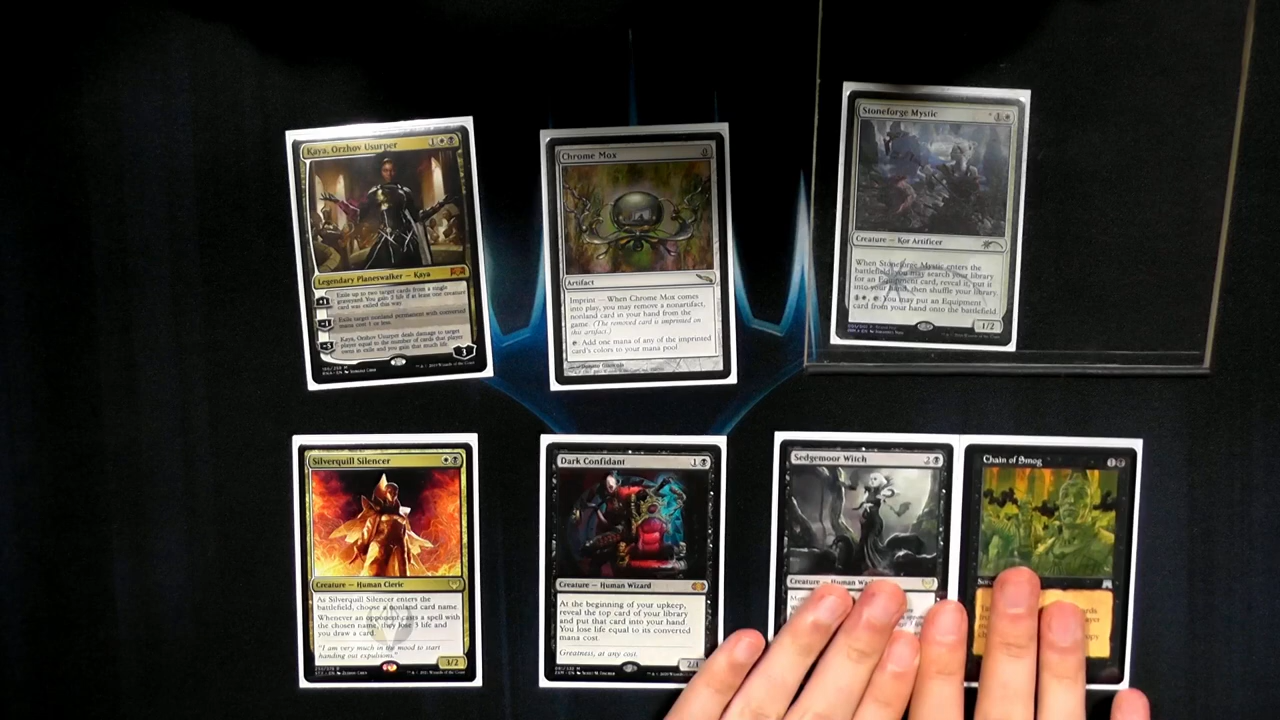 Kaya, Orzhov Usurper
Legendary Planeswalker — Kaya
+1 Exile up to two target cards from a single
graveyard. You gain 2 life if at least one creature
card was exiled this way.
-1 Exile target nonland permanent with converted
mana cost 1 or less.
-5 Kaya, Orzhov Usurper deals damage to target
player equal to the number of cards that player
owns in exile and you gain that much life.
3
Chrome Mox
0
Artifact
Imprint — When Chrome Mox comes
into play, you may remove a nonartifact,
nonland card in your hand from the
game. (The removed card is imprinted on
this artifact.)
: Add one mana of any of the imprinted
card's colors to your mana pool
Stoneforge Mystic
1
Creature — Kor Artificer
When Stoneforge Mystic enters the
battlefield, you may search your library
for an Equipment card, reveal it, put it
into your hand, then shuffle your library.
1, : You may put an Equipment
card from your hand onto the battlefield
1/2
Silverquill Silencer
Creature — Human Cleric
As Silverquill Silencer enters the
battlefield, choose a nonland card name.
Whenever an opponent casts a spell with
the chosen name, they lose 3 life and
you draw a card.
"I am very much in the mood to start
handing out expulsions."
3/2
Dark Confidant
1
Creature — Human Wizard
At the beginning of your upkeep,
reveal the top card of your library
and put that card into your hand.
You lose life equal to its converted
mana cost.
Greatness, at any cost.
2/1
Sedgemoor Witch
2
Creature — Human
Chain of Smog
1